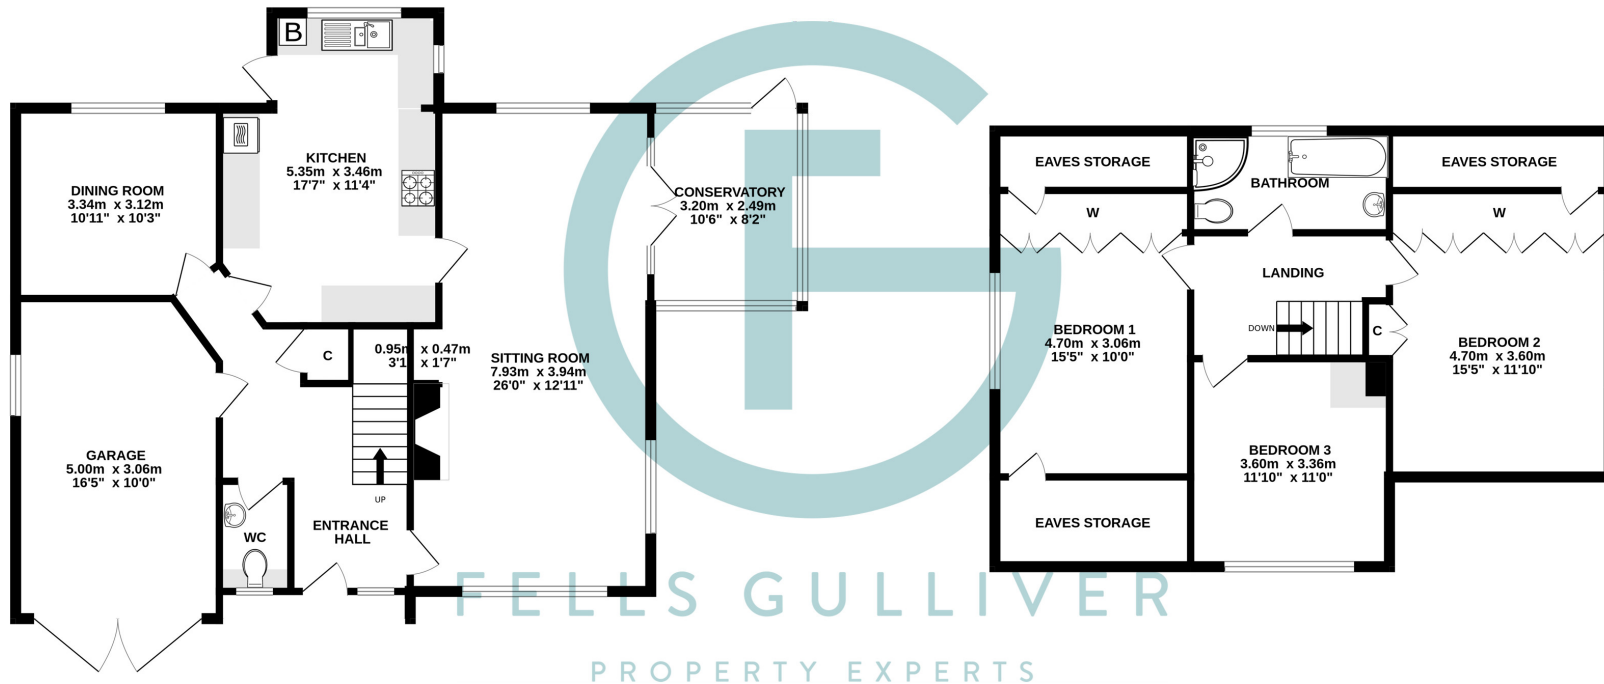 B
KITCHEN
5.35m x 3.46m
17'7" x 11'4"
DINING ROOM
3.34m x 3.12m
10'11" x 10'3"
CONSERVATORY
3.20m x 2.49m
10'6" x 8'2"
C
0.95m x 0.47m
3'1 x 1'7"
SITTING ROOM
7.93m x 3.94m
26'0" x 12'11"
GARAGE
5.00m x 3.06m
16'5" x 10'0"
UP
WC
ENTRANCE
HALL
EAVES STORAGE
BATHROOM
EAVES STORAGE
W
W
LANDING
DOWN
C
BEDROOM 1
4.70m x 3.06m
15'5" x 10'0"
BEDROOM 2
4.70m x 3.60m
15'5" x 11'10"
BEDROOM 3
3.60m x 3.36m
11'10" x 11'0"
EAVES STORAGE
FELLS GULLIVER
PROPERTY EXPERTS